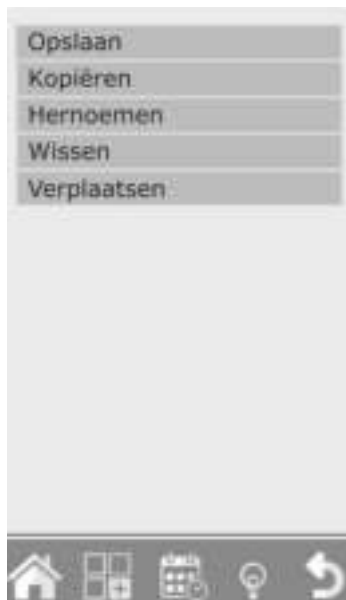 Opslaan
Kopiëren
Hernoemen
Wissen
Verplaatsen